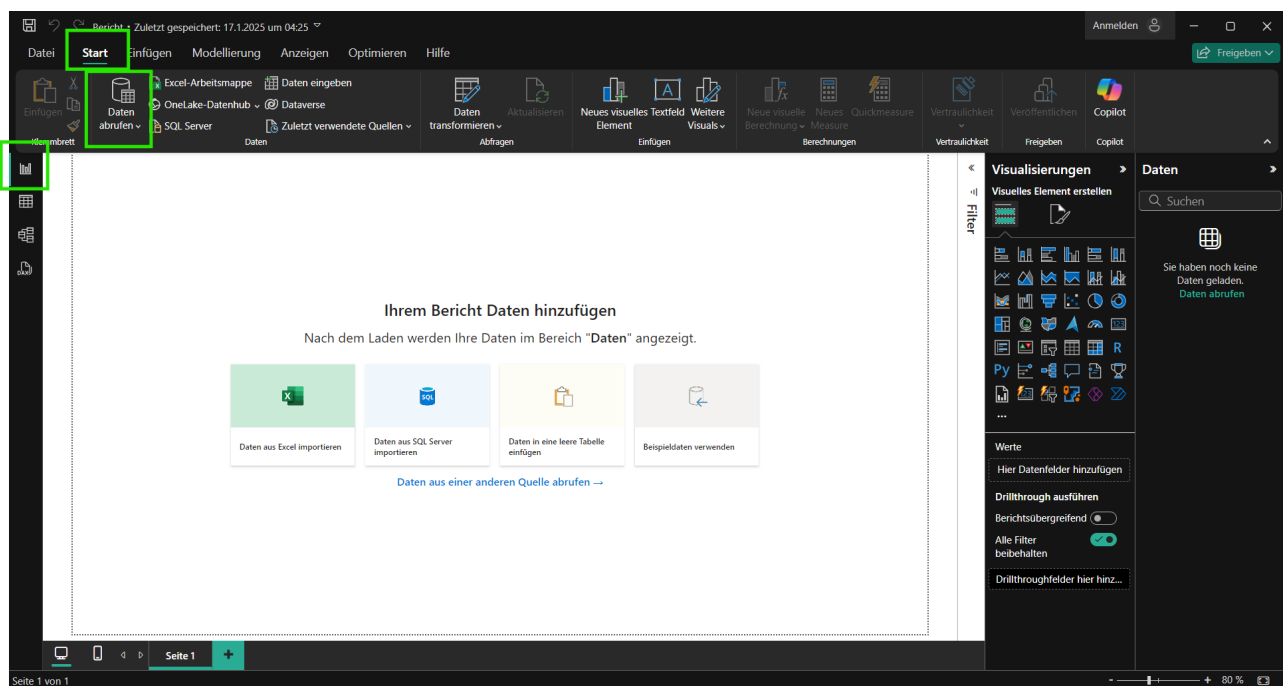 Bericht • Zuletzt gespeichert: 17.1.2025 um 04:25
Anmelden
Datei Start Einfügen Modellierung Anzeigen Optimieren Hilfe
Freigeben
Einfügen
Klemmbrett
Daten
abrufen
Excel-Arbeitsmappe
OneLake-Datenhub
SQL Server
Daten eingeben
Dataverse
Zuletzt verwendete Quellen
Daten
Daten
transformieren
Aktualisieren
Abfragen
Neues visuelles
Element
Textfeld
Weitere
Visuals
Einfügen
Neue visuelle
Berechnung
Neues
Measure
Quickmeasure
Berechnungen
Vertraulichkeit
Vertraulichkeit
Veröffentlichen
Freigeben
Copilot
Copilot
DAX
Ihrem Bericht Daten hinzufügen
Nach dem Laden werden Ihre Daten im Bereich "Daten" angezeigt.
SQL
Daten aus Excel importieren
Daten aus SQL Server
importieren
Daten in eine leere Tabelle
einfügen
Beispieldaten verwenden
Daten aus einer anderen Quelle abrufen →
Filter
Visualisierungen
Visuelles Element erstellen
123
R
Py
...
Werte
Hier Datenfelder hinzufügen
Drillthrough ausführen
Berichtsübergreifend
Alle Filter
beibehalten
Drillthroughfelder hier hinz...
Daten
Suchen
Sie haben noch keine
Daten geladen.
Daten abrufen
Seite 1 +
Seite 1 von 1
- + 80 %